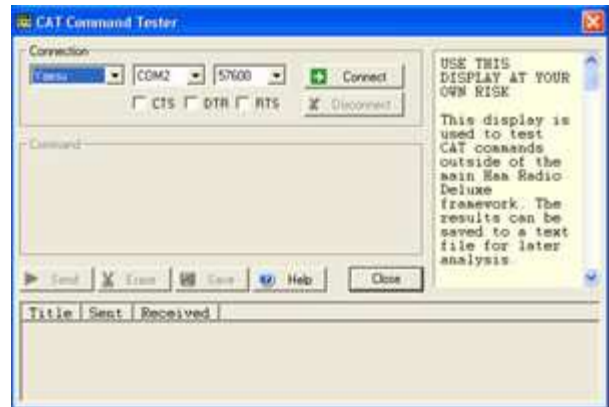 CAT Command Tester
Connection
Yaesu COM2 57600 Connect
CTS DTR RTS Disconnect
Command
Send Erase Save Help Close
Title Sent Received
USE THIS
DISPLAY AT YOUR
OWN RISK
This display is
used to test
CAT commands
outside of the
main Ham Radio
Deluxe
framework. The
results can be
saved to a text
file for later
analysis